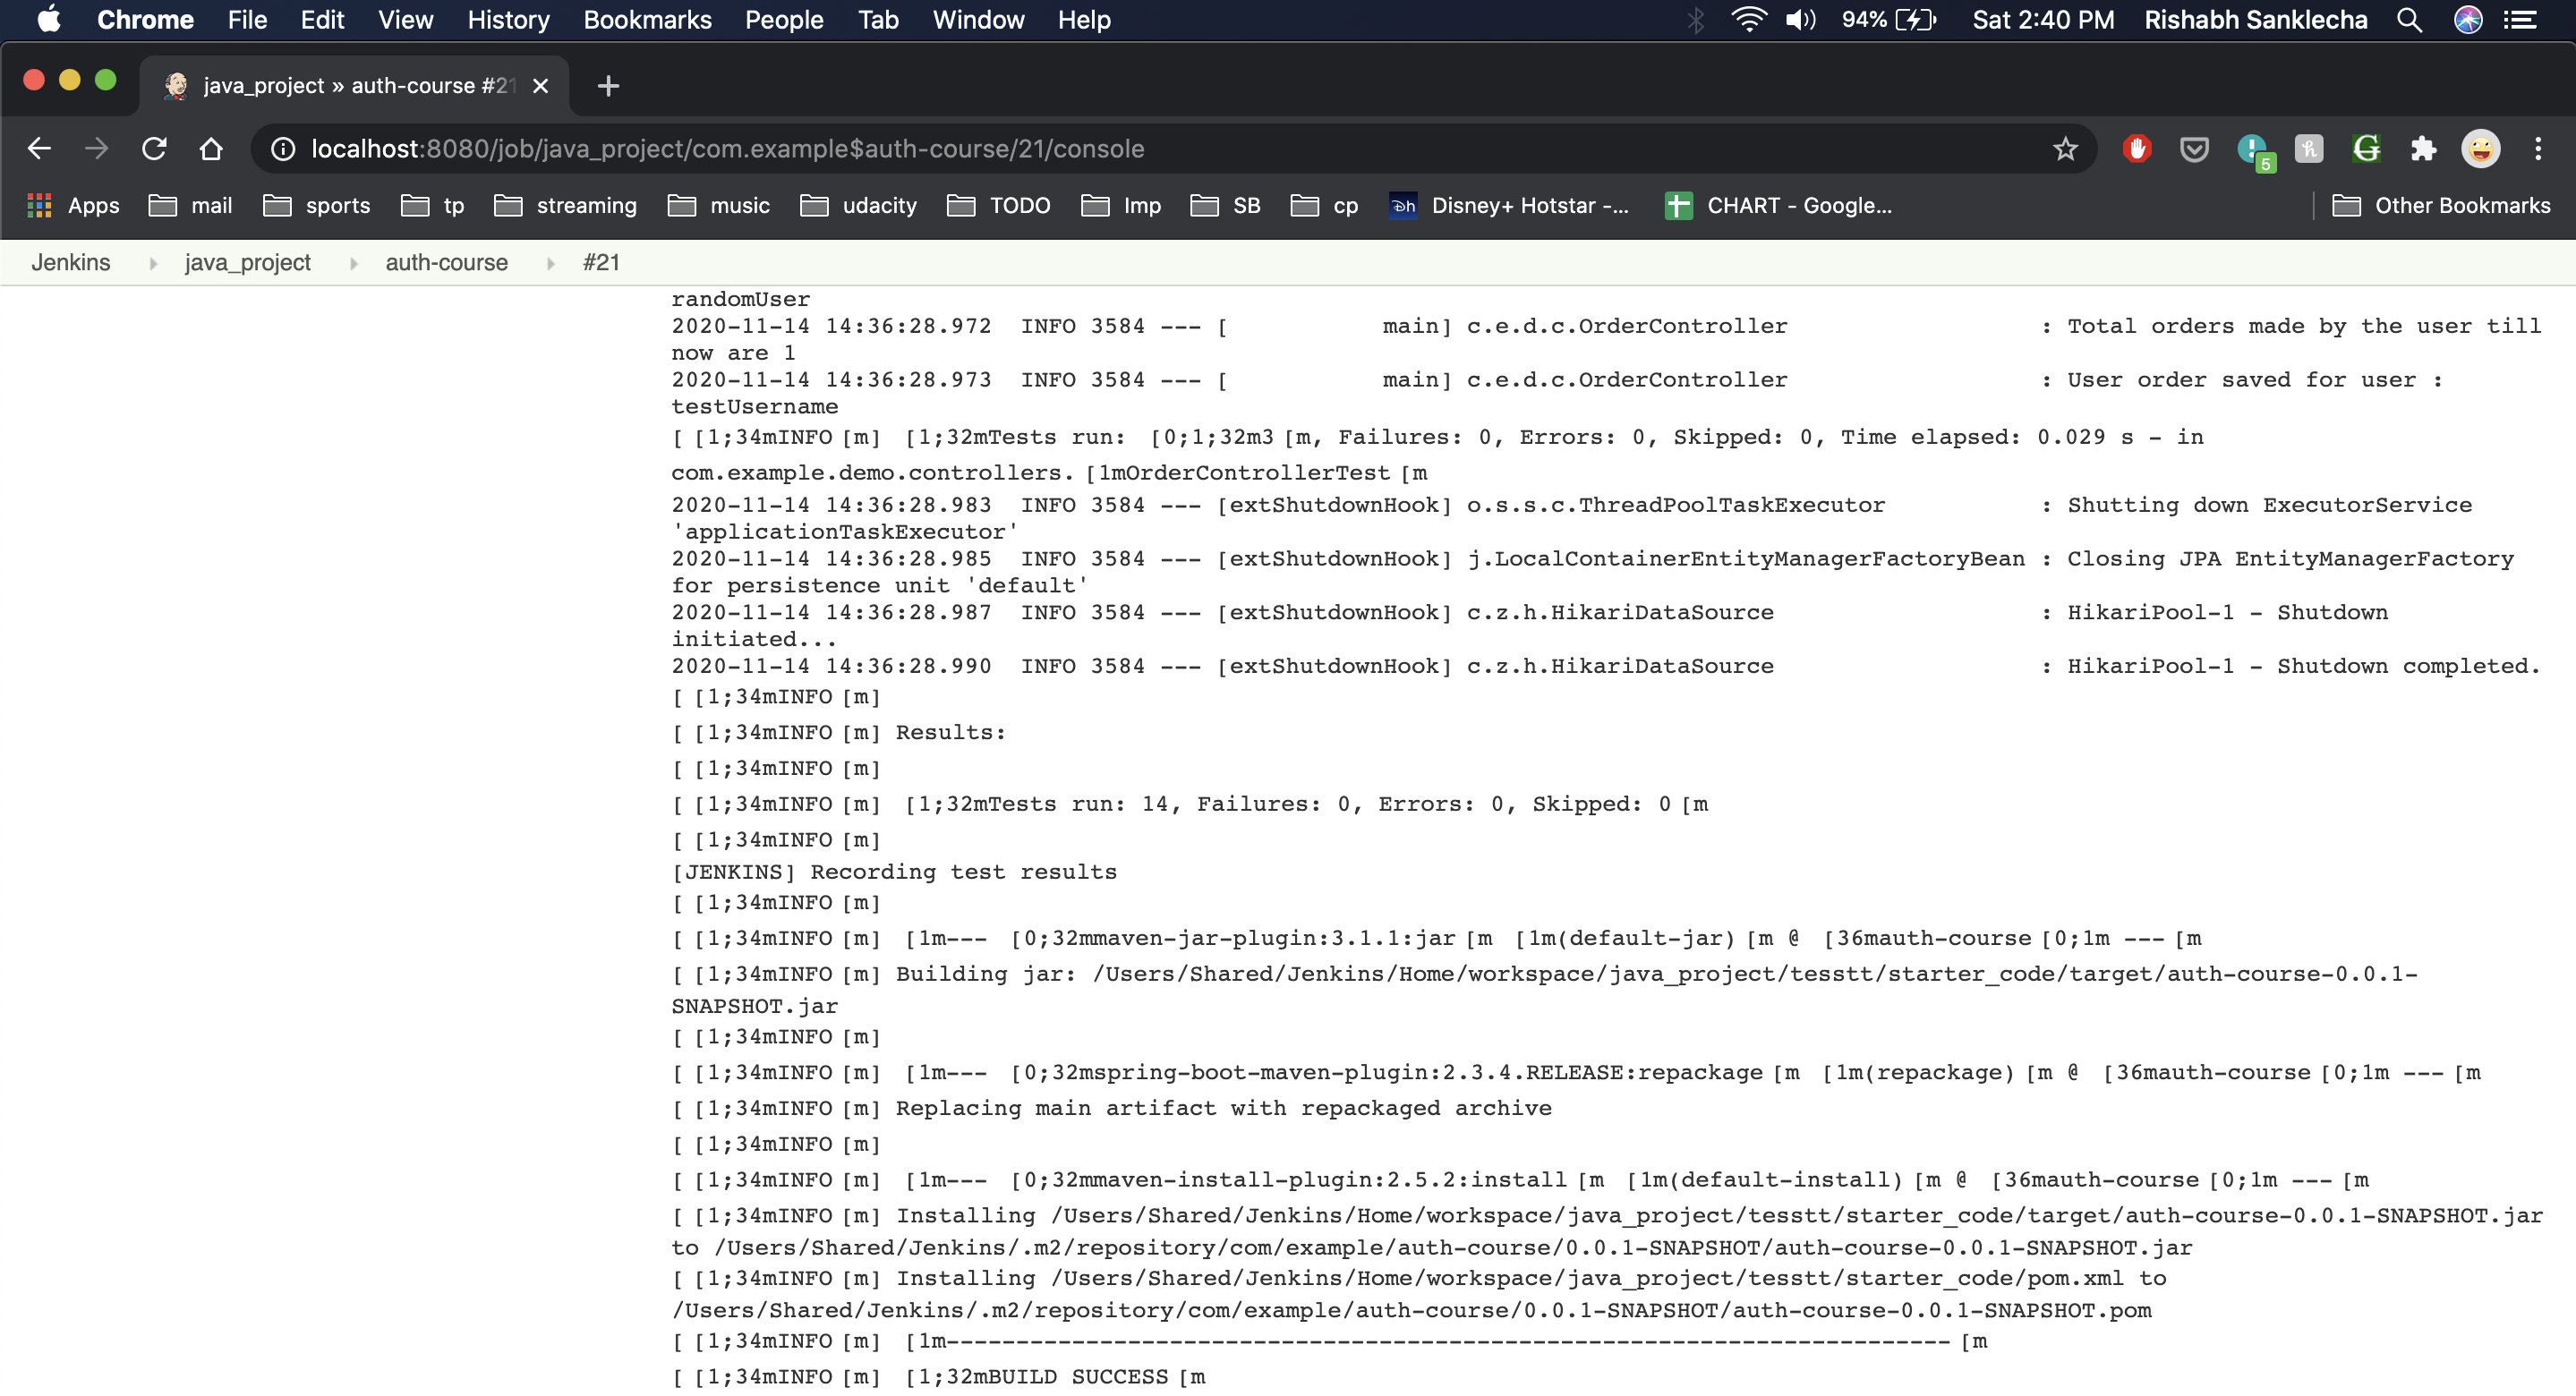 Chrome File Edit View History Bookmarks People Tab Window Help 94% Sat 2:40 PM Rishabh Sanklecha
java_project » auth-course #21
localhost:8080/job/java_project/com.example$auth-course/21/console 5
Apps mail sports tp streaming music udacity TODO Imp SB cp Disney+ Hotstar -... CHART - Google... Other Bookmarks
Jenkins java_project auth-course #21
randomUser
2020-11-14 14:36:28.972  INFO 3584 --- [           main] c.e.d.c.OrderController                  : Total orders made by the user till
now are 1
2020-11-14 14:36:28.973  INFO 3584 --- [           main] c.e.d.c.OrderController                  : User order saved for user :
testUsername
[ [1;34mINFO [m]  [1;32mTests run:  [0;1;32m3 [m, Failures: 0, Errors: 0, Skipped: 0, Time elapsed: 0.029 s - in
com.example.demo.controllers. [1mOrderControllerTest [m
2020-11-14 14:36:28.983  INFO 3584 --- [extShutdownHook] o.s.s.c.ThreadPoolTaskExecutor           : Shutting down ExecutorService
'applicationTaskExecutor'
2020-11-14 14:36:28.985  INFO 3584 --- [extShutdownHook] j.LocalContainerEntityManagerFactoryBean : Closing JPA EntityManagerFactory
for persistence unit 'default'
2020-11-14 14:36:28.987  INFO 3584 --- [extShutdownHook] c.z.h.HikariDataSource                   : HikariPool-1 - Shutdown
initiated...
2020-11-14 14:36:28.990  INFO 3584 --- [extShutdownHook] c.z.h.HikariDataSource                   : HikariPool-1 - Shutdown completed.
[ [1;34mINFO [m]
[ [1;34mINFO [m] Results:
[ [1;34mINFO [m]
[ [1;34mINFO [m]  [1;32mTests run: 14, Failures: 0, Errors: 0, Skipped: 0 [m
[ [1;34mINFO [m]
[JENKINS] Recording test results
[ [1;34mINFO [m]
[ [1;34mINFO [m]  [1m---  [0;32mmaven-jar-plugin:3.1.1:jar [m  [1m(default-jar) [m @  [36mauth-course [0;1m --- [m
[ [1;34mINFO [m] Building jar: /Users/Shared/Jenkins/Home/workspace/java_project/tesstt/starter_code/target/auth-course-0.0.1-
SNAPSHOT.jar
[ [1;34mINFO [m]
[ [1;34mINFO [m]  [1m---  [0;32mspring-boot-maven-plugin:2.3.4.RELEASE:repackage [m  [1m(repackage) [m @  [36mauth-course [0;1m --- [m
[ [1;34mINFO [m] Replacing main artifact with repackaged archive
[ [1;34mINFO [m]
[ [1;34mINFO [m]  [1m---  [0;32mmaven-install-plugin:2.5.2:install [m  [1m(default-install) [m @  [36mauth-course [0;1m --- [m
[ [1;34mINFO [m] Installing /Users/Shared/Jenkins/Home/workspace/java_project/tesstt/starter_code/target/auth-course-0.0.1-SNAPSHOT.jar
to /Users/Shared/Jenkins/.m2/repository/com/example/auth-course/0.0.1-SNAPSHOT/auth-course-0.0.1-SNAPSHOT.jar
[ [1;34mINFO [m] Installing /Users/Shared/Jenkins/Home/workspace/java_project/tesstt/starter_code/pom.xml to
/Users/Shared/Jenkins/.m2/repository/com/example/auth-course/0.0.1-SNAPSHOT/auth-course-0.0.1-SNAPSHOT.pom
[ [1;34mINFO [m]  [1m------------------------------------------------------------------------ [m
[ [1;34mINFO [m]  [1;32mBUILD SUCCESS [m